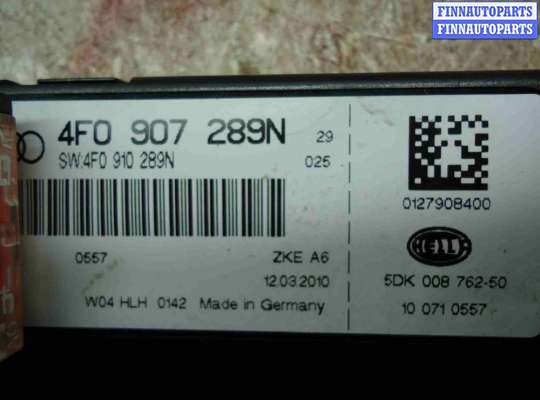 FINNAUTOPARTS
FINNAUTOPARTS
4F0 907 289N 29
SW:4F0 910 289N 025
0127908400
HELLA
0557 ZKE A6
12.03.2010
5DK 008 762-50
W04 HLH 0142 Made in Germany
10 071 0557